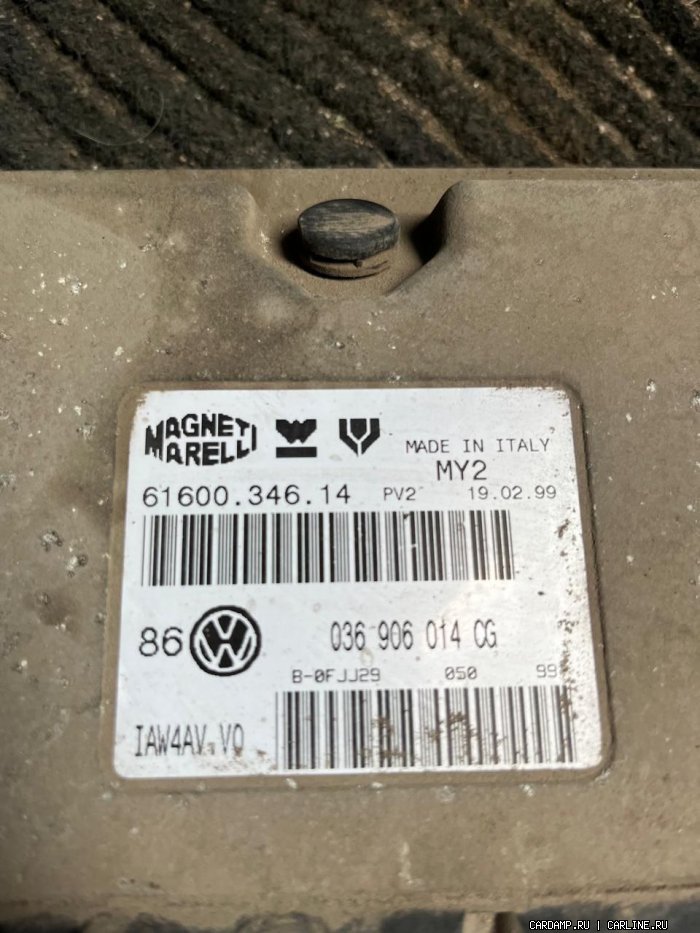 MAGNETI
MARELLI
MADE IN ITALY
MY2
61600.346.14 PV2 19.02.99
86 036 906 014 CG
B-0FJJ29 050 99
IAW4AV V0
CARDAMP.RU | CARLINE.RU